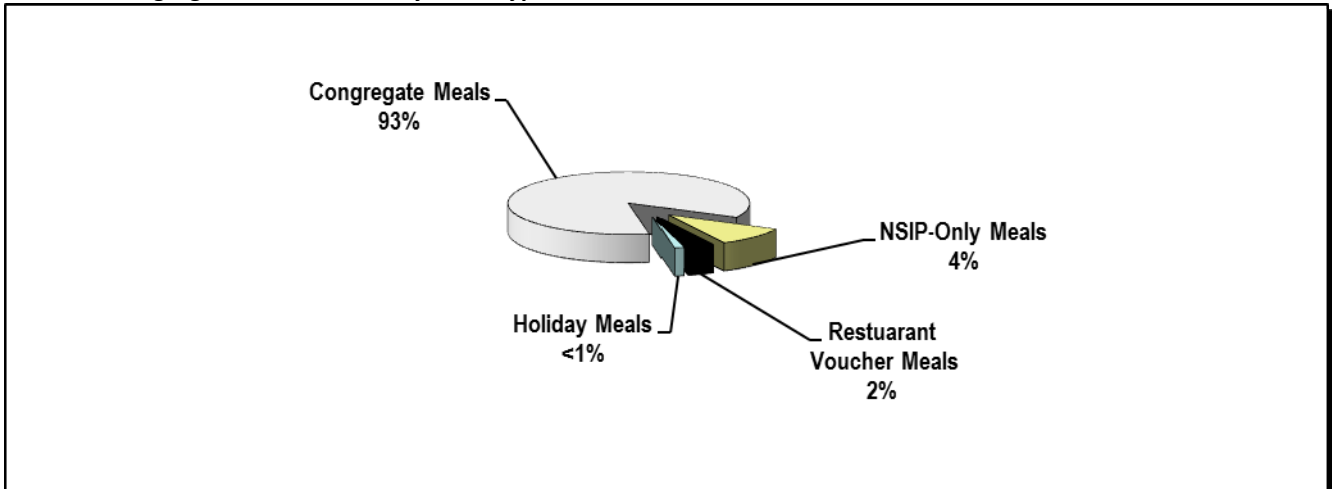 Congregate Meals
93%
NSIP-Only Meals
4%
Holiday Meals
<1%
Restuarant
Voucher Meals
2%